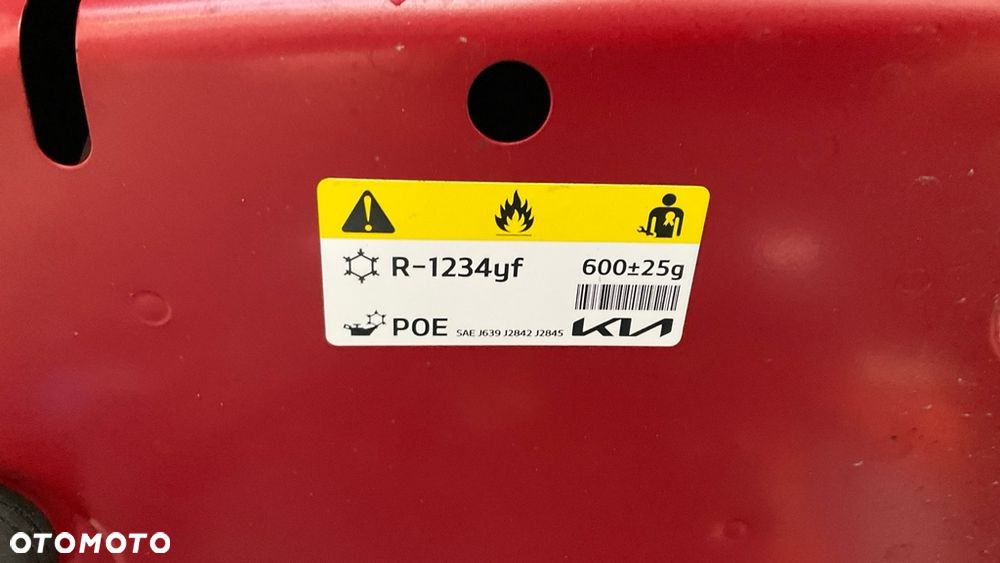 R-1234yf 600±25g
POE SAE J639 J2842 J2845 KIA
OTOMOTO